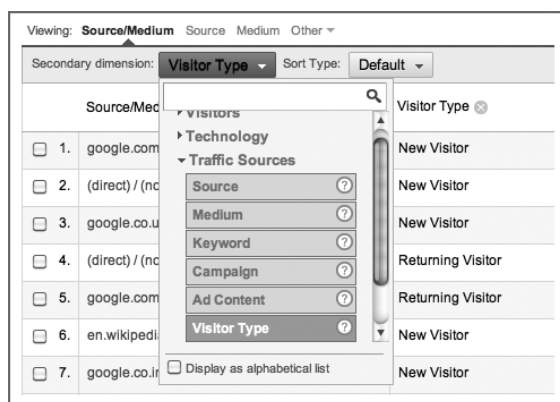 Viewing: Source/Medium Source Medium Other
Secondary dimension: Visitor Type Sort Type: Default
Source/Med Visitor Type
Visitors
Technology
Traffic Sources
Source
Medium
Keyword
Campaign
Ad Content
Visitor Type
Display as alphabetical list
1. google.com New Visitor
2. (direct) / (no New Visitor
3. google.co.u New Visitor
4. (direct) / (no Returning Visitor
5. google.com Returning Visitor
6. en.wikipedi New Visitor
7. google.co.in New Visitor